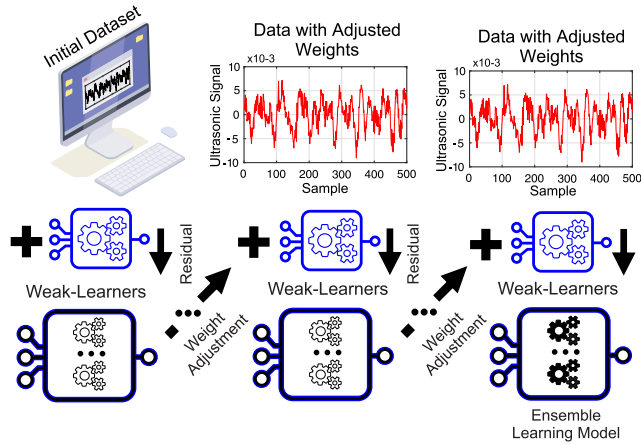 Initial Dataset
Data with Adjusted
Weights
×10-3
Ultrasonic Signal
10
5
0
-5
-10
0 100 200 300 400 500
Sample
Data with Adjusted
Weights
×10-3
Ultrasonic Signal
10
5
0
-5
-10
0 100 200 300 400 500
Sample
Residual
Weak-Learners
Weight
Adjustment
Residual
Weak-Learners
Weight
Adjustment
Weak-Learners
Ensemble
Learning Model